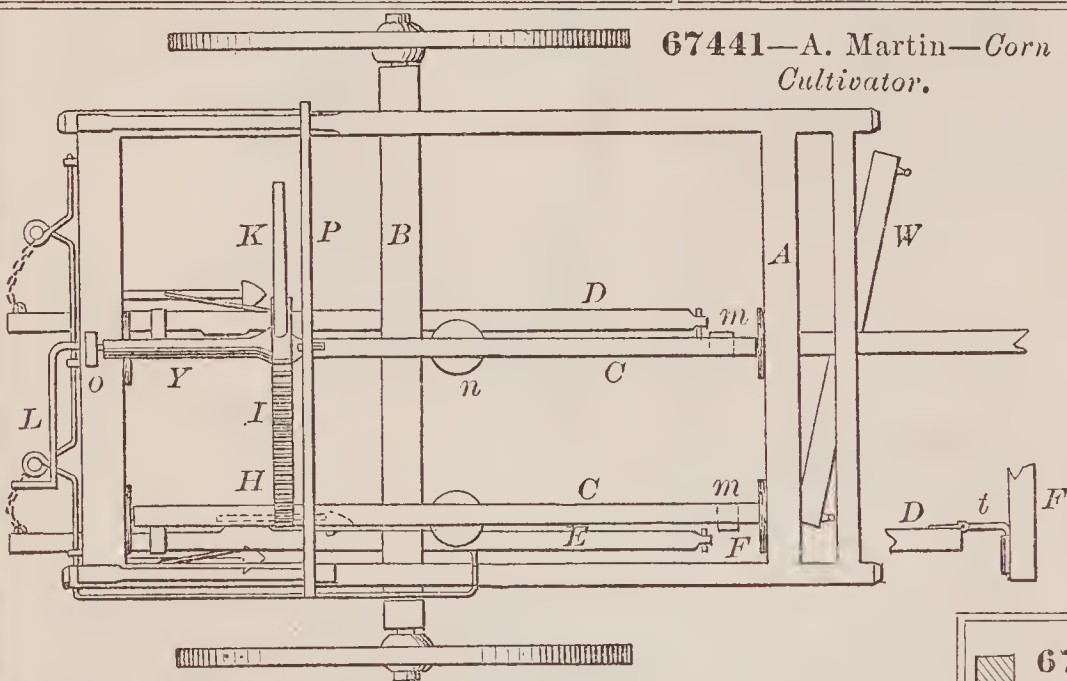 67441—A. Martin—Corn
Cultivator.
K
P
B
A
W
D
m
o
Y
n
C
L
I
H
C
m
E
F
D
t
F
67